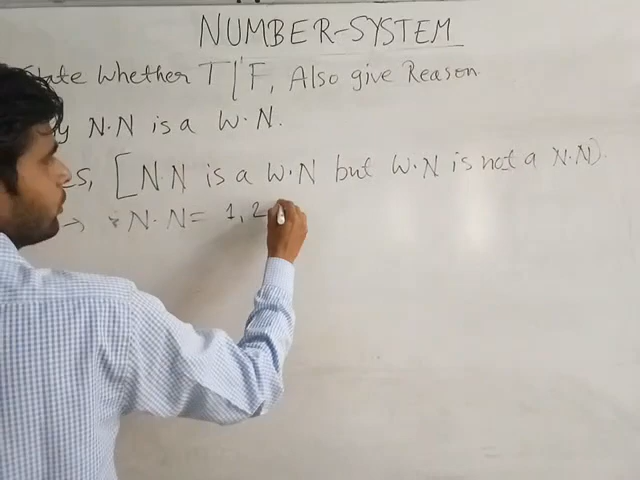 NUMBER-SYSTEM
State Whether T/F, Also give Reason
N.N is a W.N.
[N.N is a W.N but W.N is not a N.N).
→ N.N = 1, 2